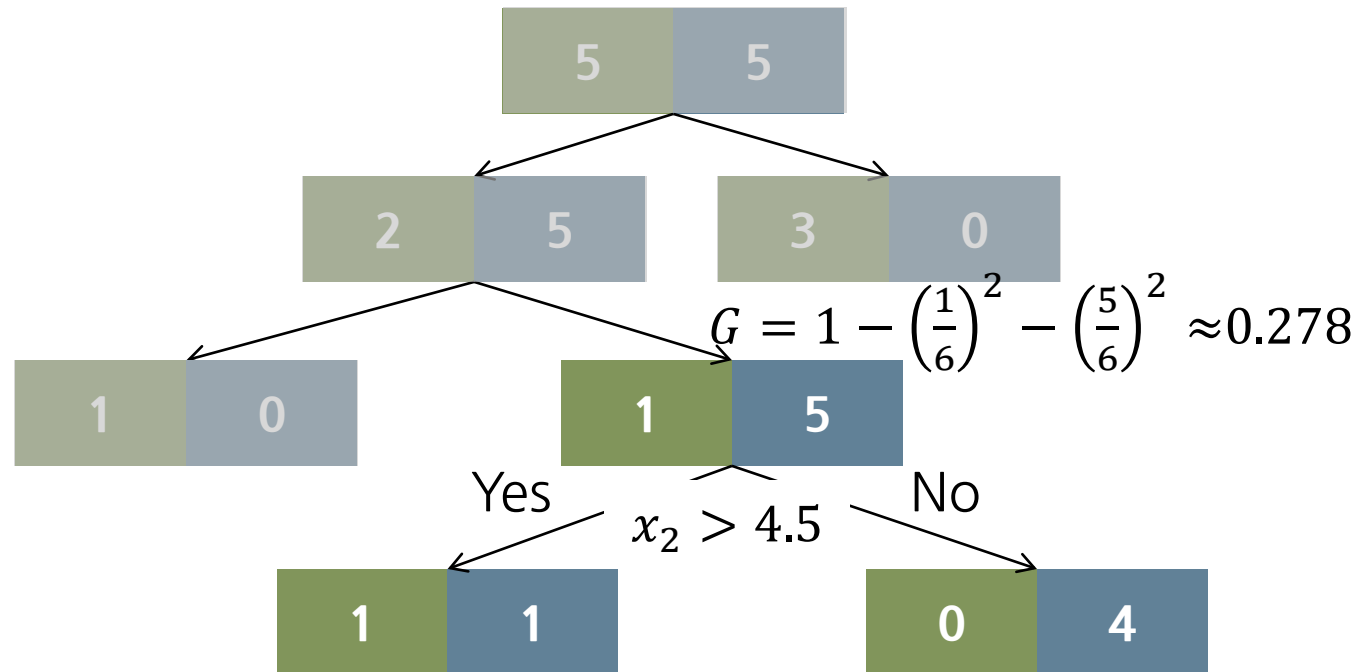 5 5
2 5 3 0
G = 1 − (1/6)² − (5/6)² ≈0.278
1 0 1 5
Yes No
x₂ > 4.5
1 1 0 4